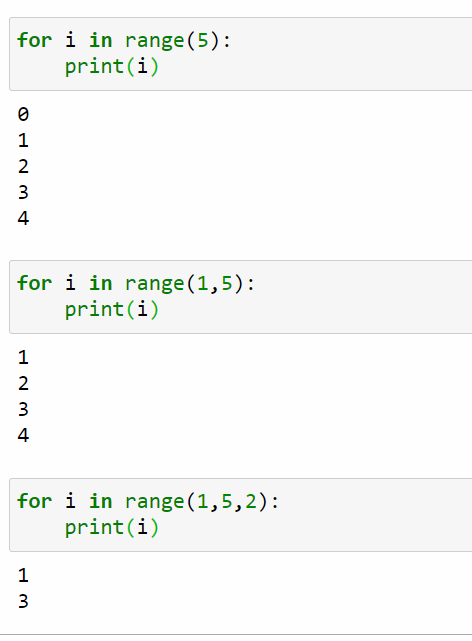 for i in range(5):
    print(i)
0
1
2
3
4
for i in range(1,5):
    print(i)
1
2
3
4
for i in range(1,5,2):
    print(i)
1
3